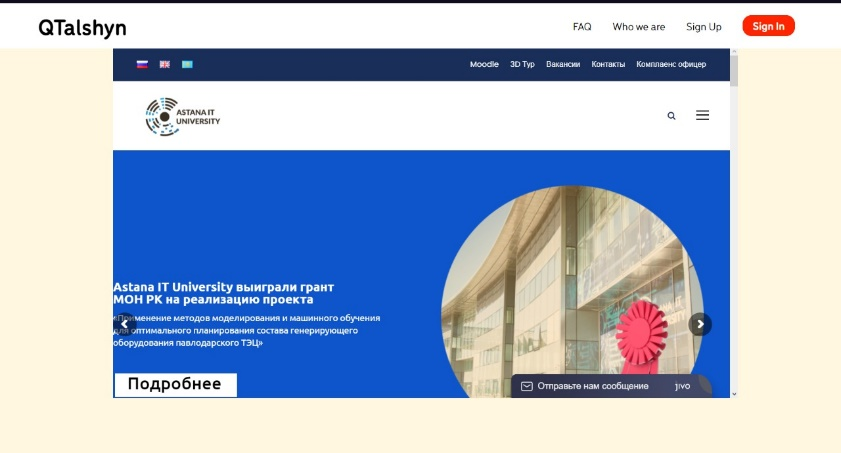 QTalshyn
FAQ Who we are Sign Up Sign In
Moodle 3D Тур Вакансии Контакты Комплаенс офицер
ASTANA IT
UNIVERSITY
Astana IT University выиграли грант
МОН РК на реализацию проекта
«Применение методов моделирования и машинного обучения
для оптимального планирования состава генерирующего
оборудования павлодарского ТЭЦ»
Подробнее
Отправьте нам сообщение jivo